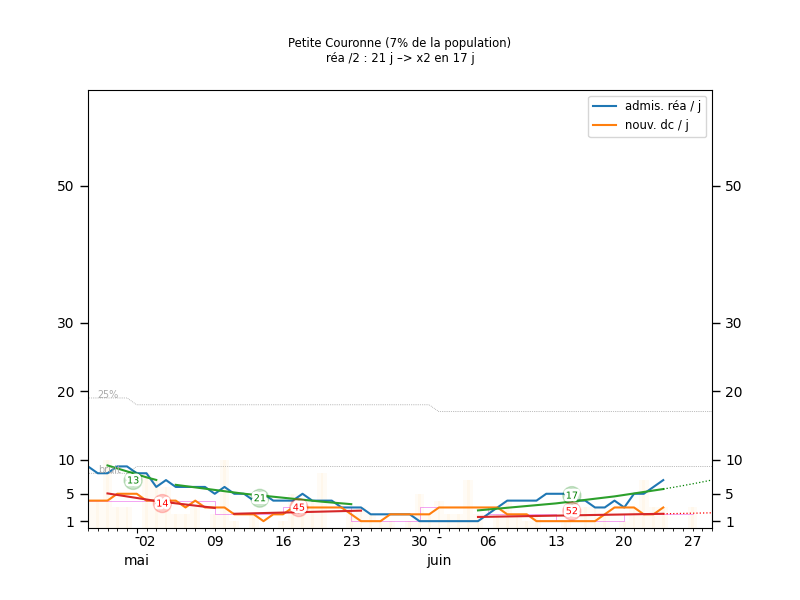 Petite Couronne (7% de la population)
réa /2 : 21 j –> x2 en 17 j
admis. réa / j
nouv. dc / j
50 50
30 30
20 20
25%
10 10
13
5 21 17 5
14 45 52
1 1
02 09 16 23 30 06 13 20 27
mai juin